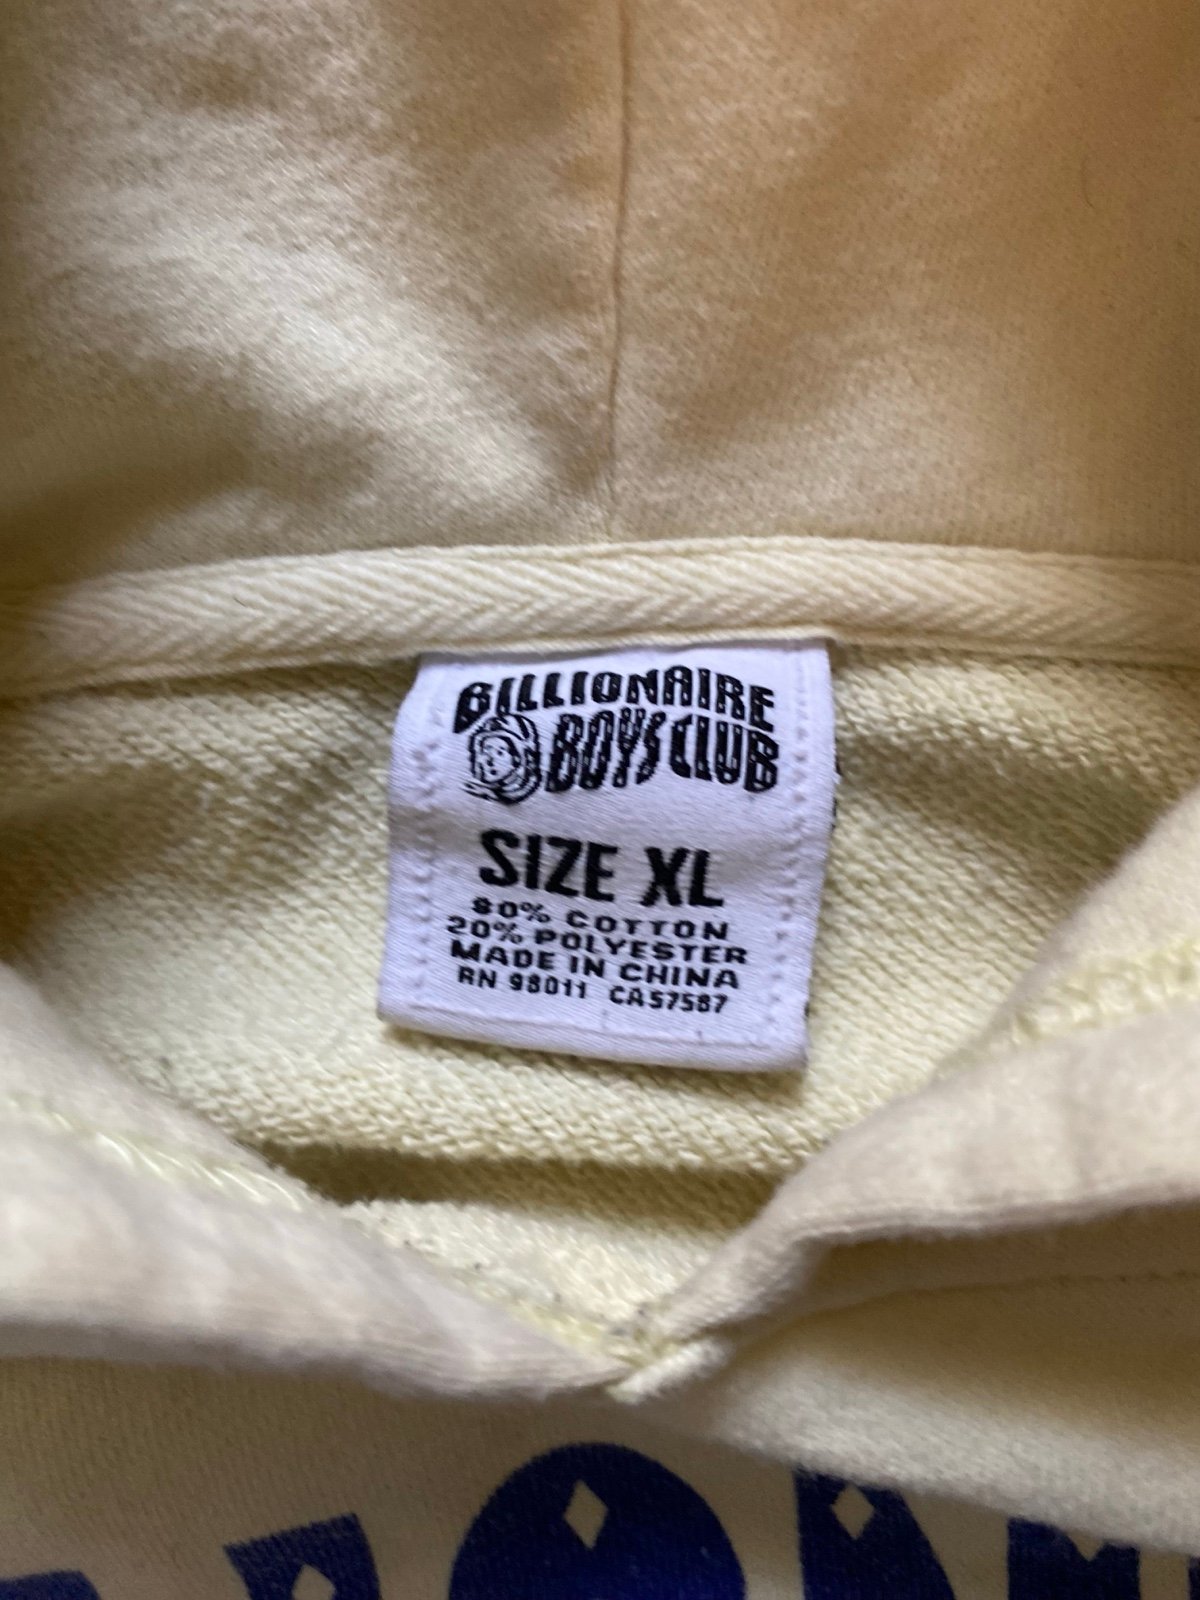 BILLIONAIRE
BOYS CLUB
SIZE XL
80% COTTON
20% POLYESTER
MADE IN CHINA
RN 98011 CA57587